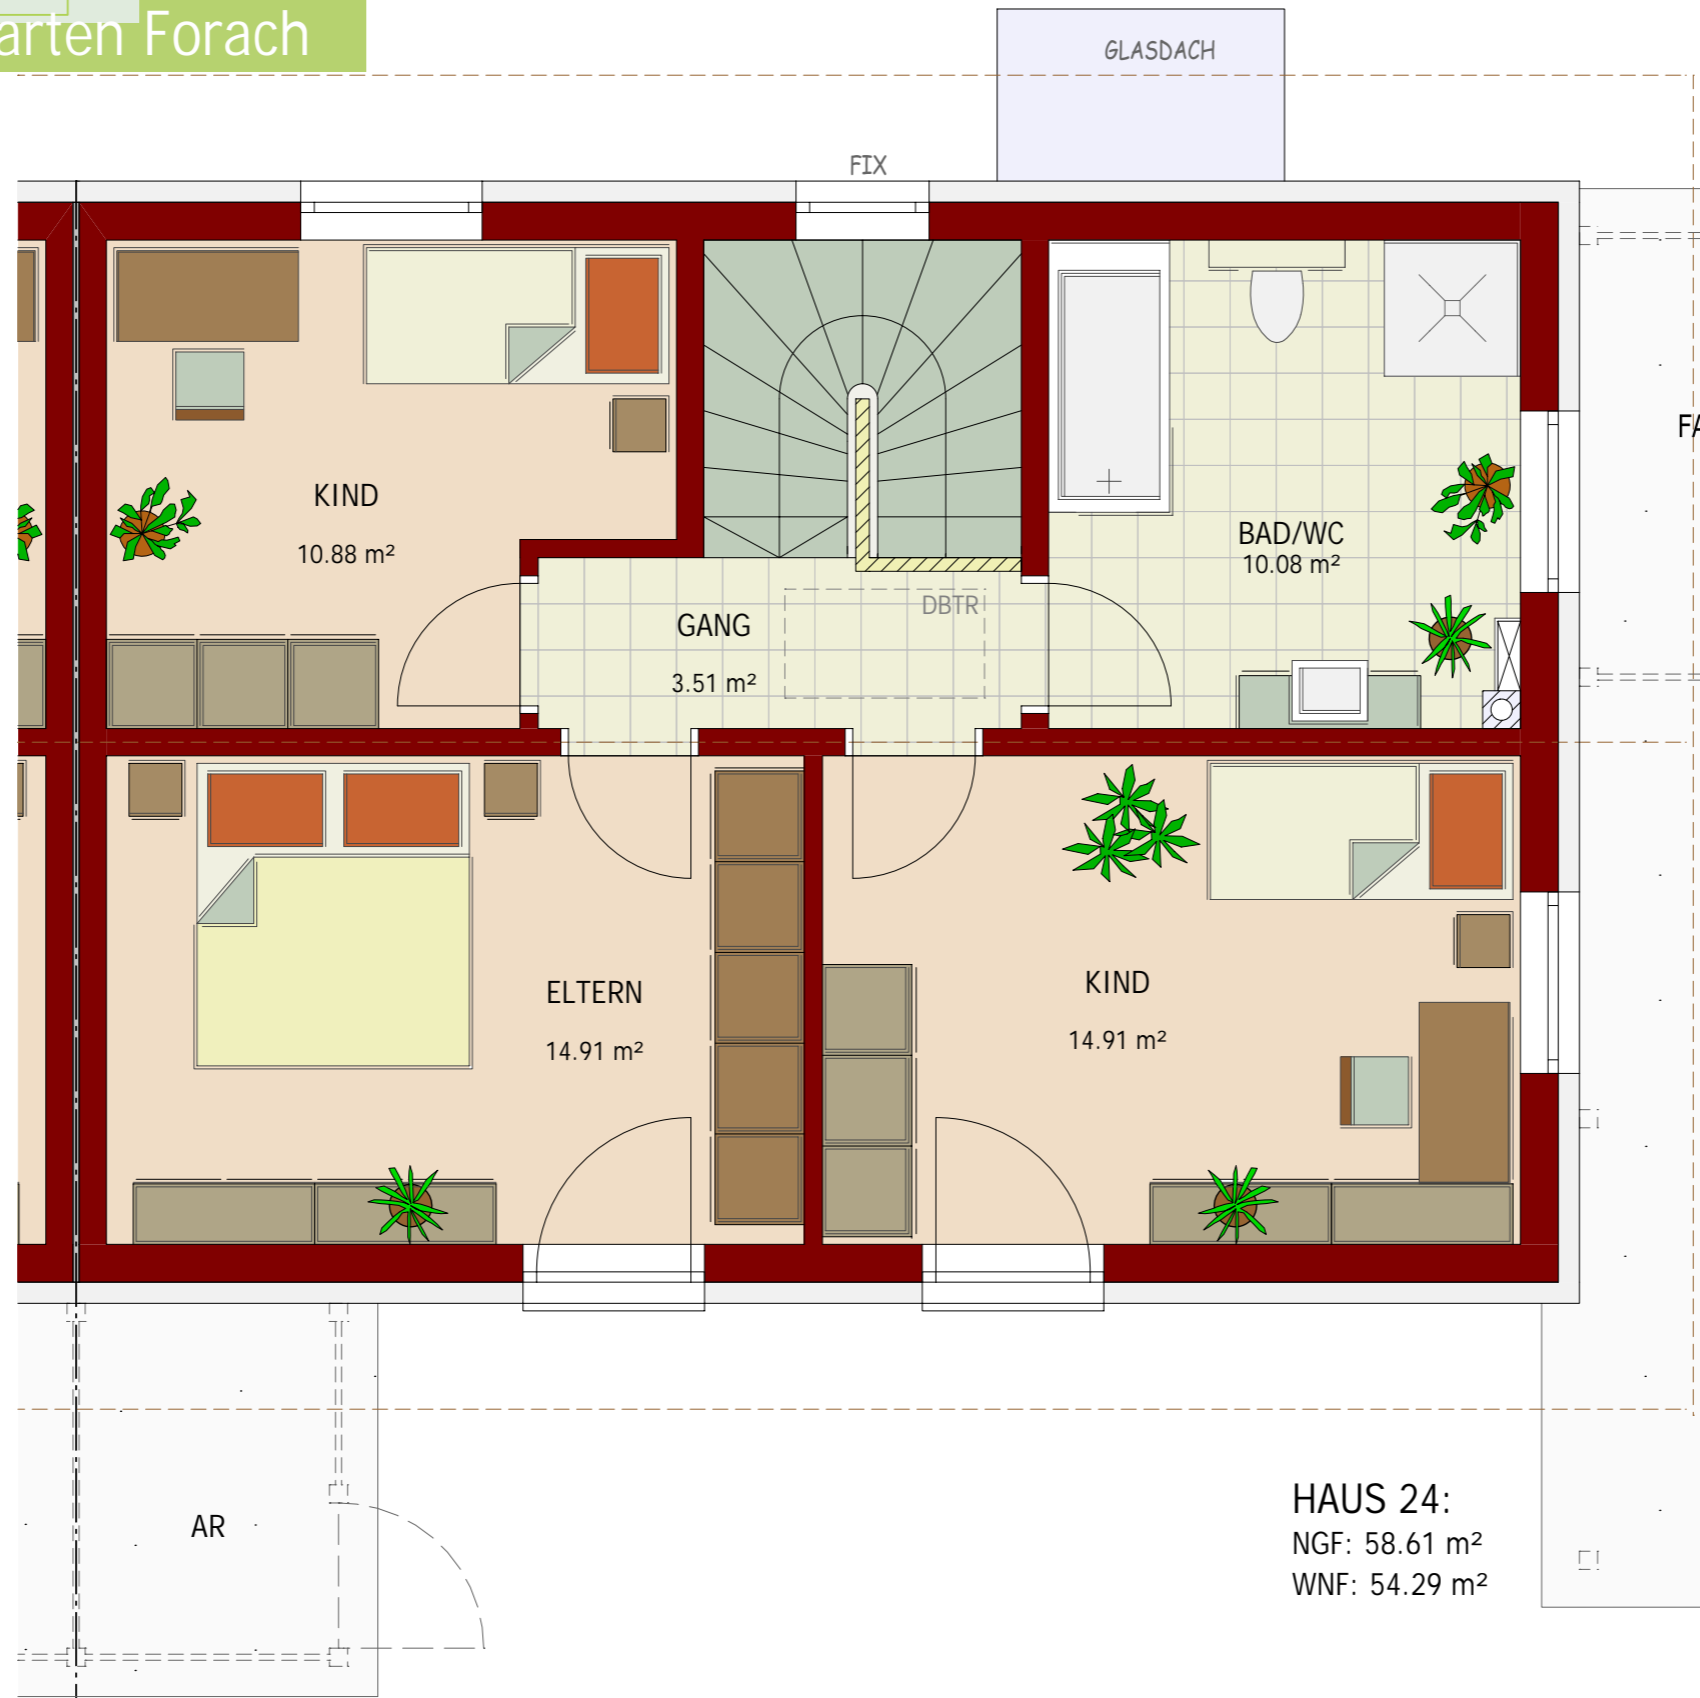 arten Forach
GLASDACH
FIX
KIND
10.88 m²
BAD/WC
10.08 m²
GANG
3.51 m²
DBTR
ELTERN
14.91 m²
KIND
14.91 m²
AR
HAUS 24:
NGF: 58.61 m²
WNF: 54.29 m²